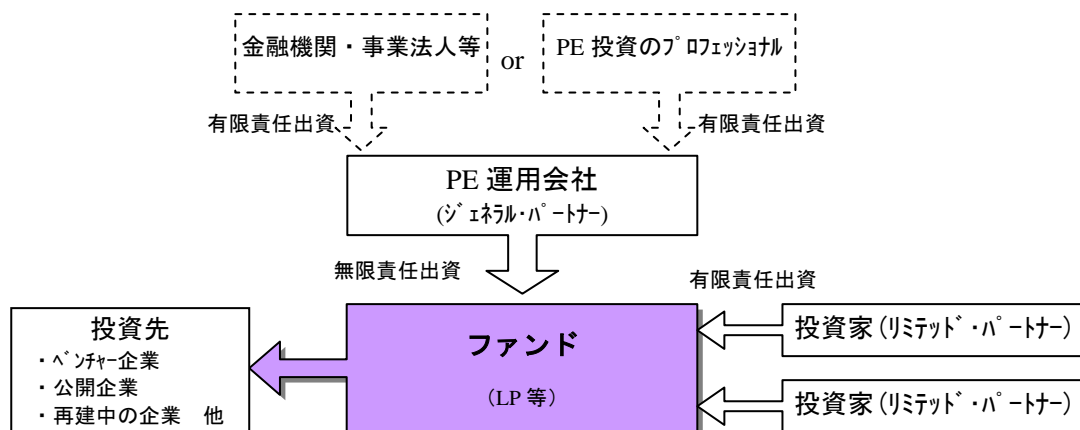 金融機関・事業法人等
or
PE 投資のﾌﾟﾛﾌｪｯｼｮﾅﾙ
有限責任出資
有限責任出資
PE 運用会社
(ｼﾞｪﾈﾗﾙ・ﾊﾟｰﾄﾅｰ)
無限責任出資
有限責任出資
投資先
・ﾍﾞﾝﾁｬｰ企業
・公開企業
・再建中の企業　他
ファンド
（LP 等）
投資家(ﾘﾐﾃｯﾄﾞ・ﾊﾟｰﾄﾅｰ)
投資家(ﾘﾐﾃｯﾄﾞ・ﾊﾟｰﾄﾅｰ)